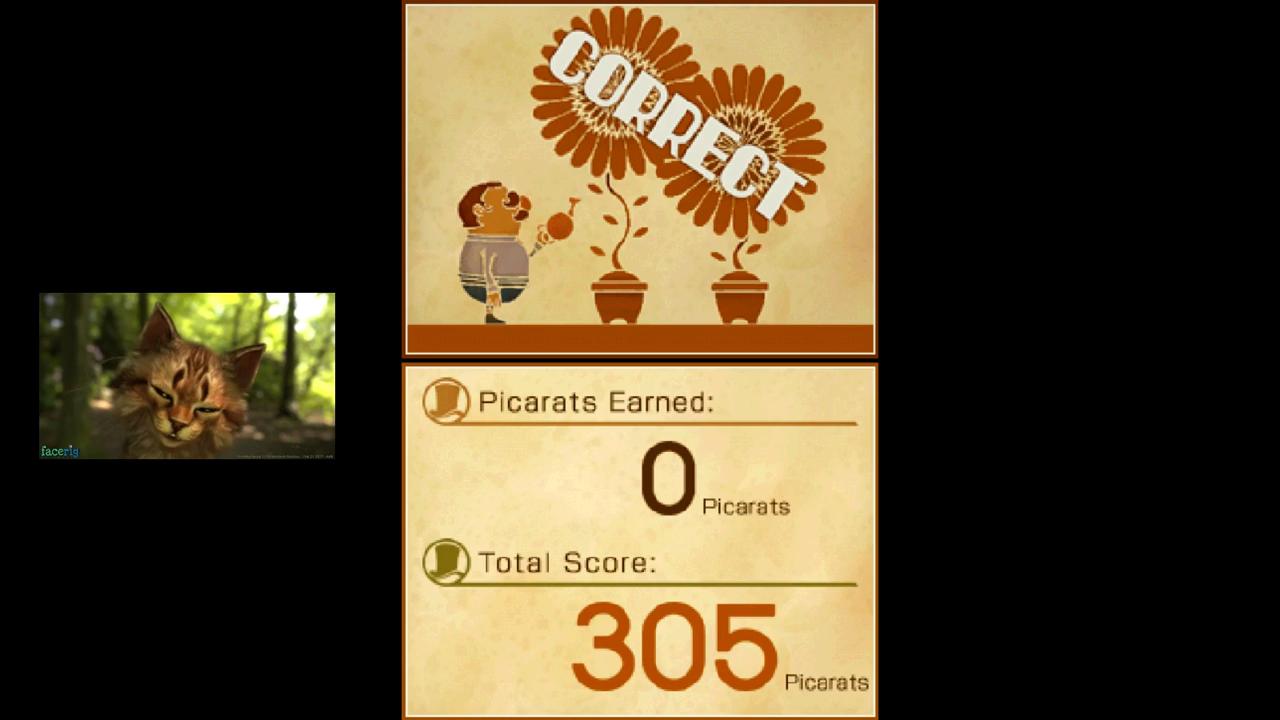 CORRECT
facerig
Picarats Earned:
0 Picarats
Total Score:
305 Picarats